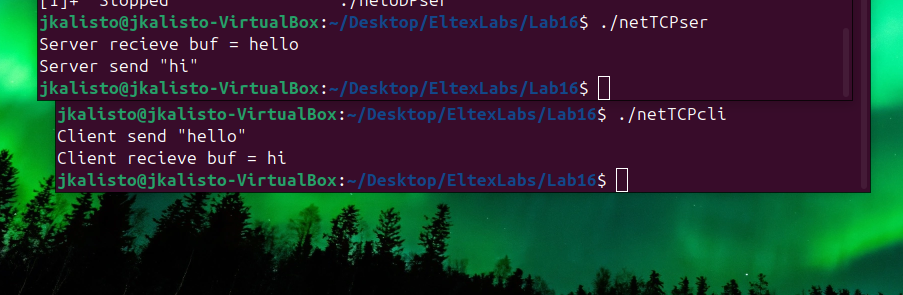 [1]+  Stopped                 ./netUDPser
jkalisto@jkalisto-VirtualBox:~/Desktop/EltexLabs/Lab16$ ./netTCPser
Server recieve buf = hello
Server send "hi"
jkalisto@jkalisto-VirtualBox:~/Desktop/EltexLabs/Lab16$
jkalisto@jkalisto-VirtualBox:~/Desktop/EltexLabs/Lab16$ ./netTCPcli
Client send "hello"
Client recieve buf = hi
jkalisto@jkalisto-VirtualBox:~/Desktop/EltexLabs/Lab16$